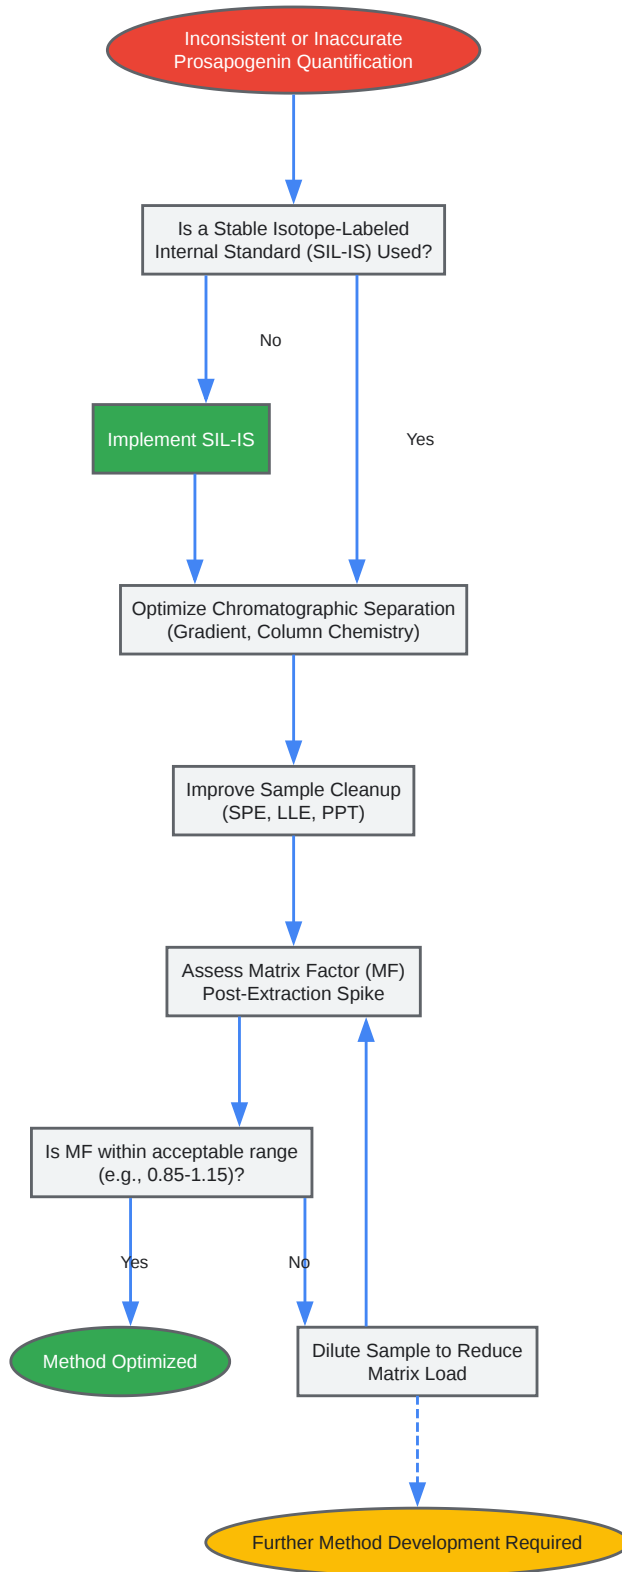 Inconsistent or Inaccurate
Prosapogenin Quantification
Is a Stable Isotope-Labeled
Internal Standard (SIL-IS) Used?
No
Implement SIL-IS
Yes
Optimize Chromatographic Separation
(Gradient, Column Chemistry)
Improve Sample Cleanup
(SPE, LLE, PPT)
Assess Matrix Factor (MF)
Post-Extraction Spike
Is MF within acceptable range
(e.g., 0.85-1.15)?
Yes
No
Method Optimized
Dilute Sample to Reduce
Matrix Load
Further Method Development Required